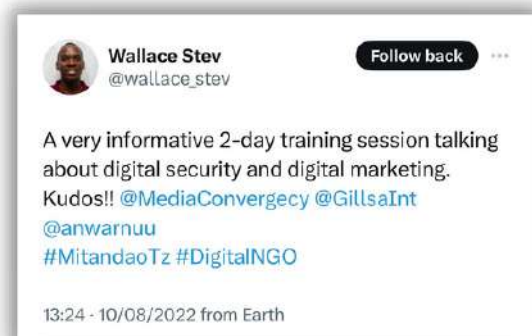 Wallace Stev
Follow back
@wallace_stev
A very informative 2-day training session talking
about digital security and digital marketing.
Kudos!! @MediaConvergecy @GillsaInt
@anwarnuu
#MitandaoTz #DigitalNGO
13:24 · 10/08/2022 from Earth